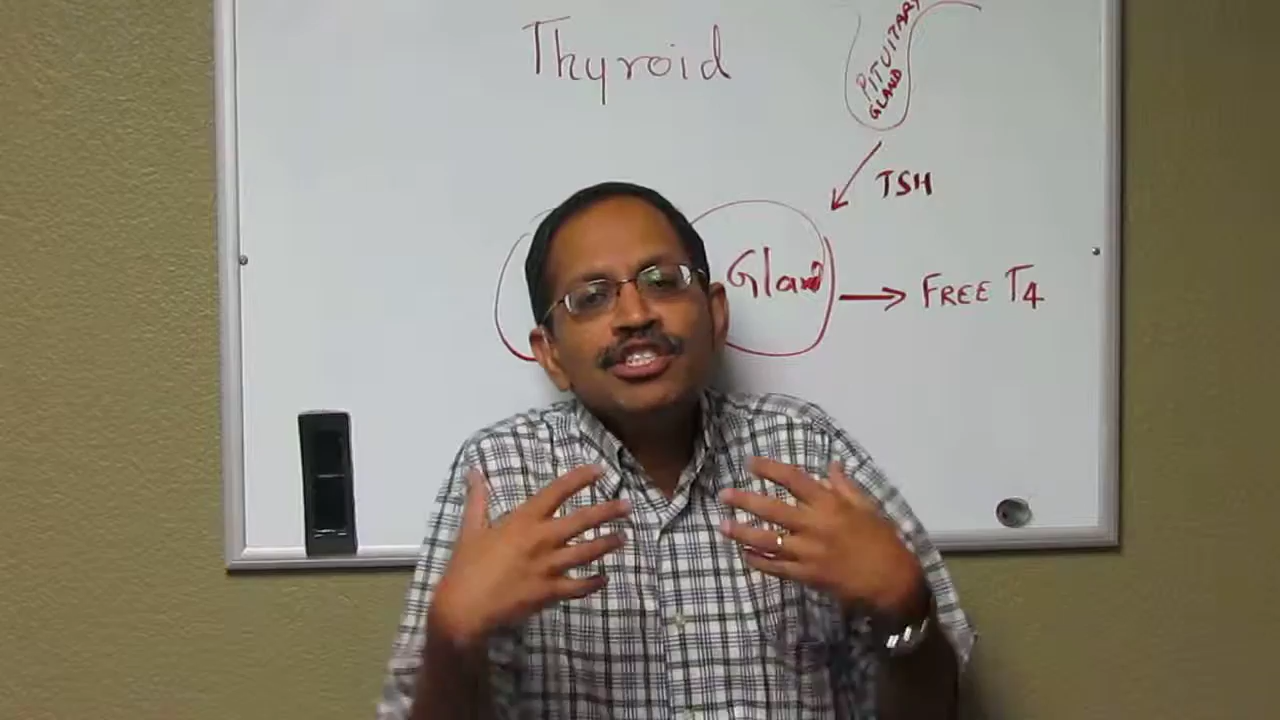 Thyroid
PITUITARY
GLAND
TSH
Gland
FREE T4